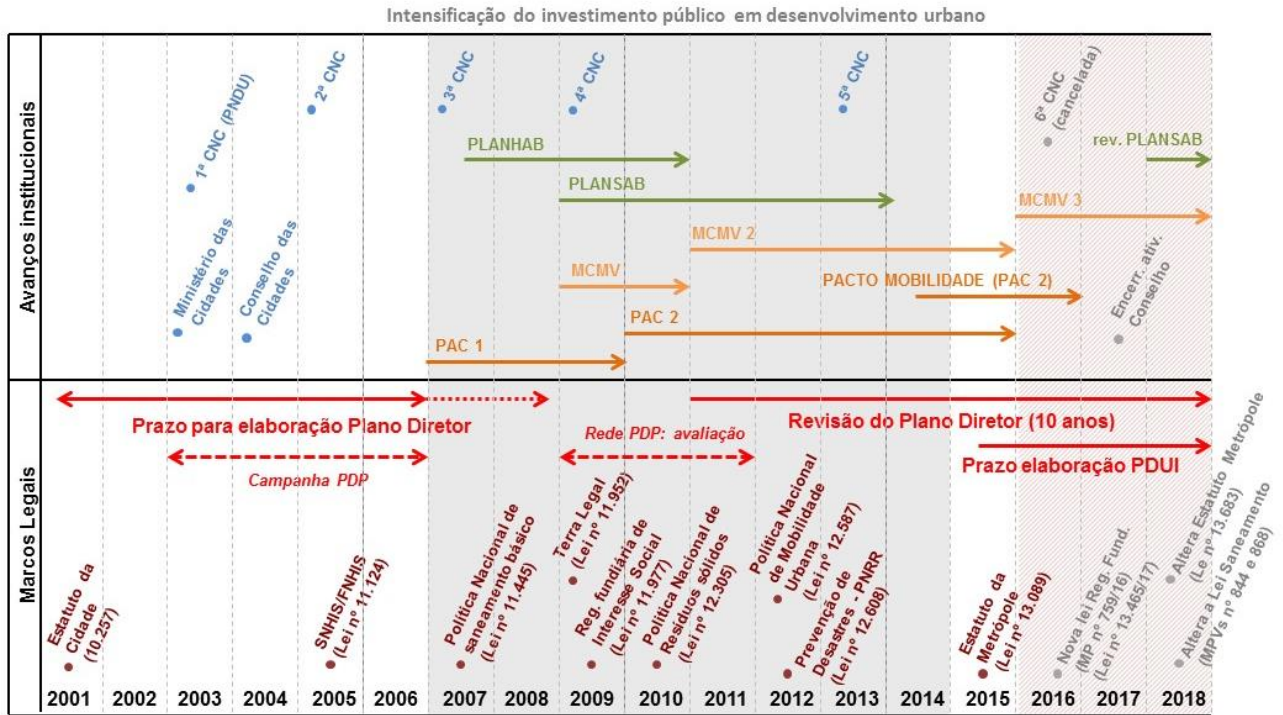 Intensificação do investimento público em desenvolvimento urbano
Avanços institucionais
Ministério das
Cidades
1ª CNC (PNDU)
Conselho das
Cidades
2ª CNC
3ª CNC
4ª CNC
5ª CNC
6ª CNC
(cancelada)
PLANHAB
rev. PLANSAB
PLANSAB
MCMV 3
MCMV 2
MCMV
PACTO MOBILIDADE (PAC 2)
Encerr. ativ.
Conselho
PAC 2
PAC 1
Marcos Legais
Prazo para elaboração Plano Diretor
Revisão do Plano Diretor (10 anos)
Campanha PDP
Rede PDP: avaliação
Prazo elaboração PDUI
Estatuto da
Cidade
(10.257)
SNHIS/FNHIS
(Lei nº 11.124)
Política Nacional de
saneamento básico
(Lei nº 11.445)
Terra Legal
(Lei nº 11.952)
Reg. fundiária de
Interesse Social
(Lei nº 11.977)
Política Nacional de
Resíduos sólidos
(Lei nº 12.305)
Política Nacional
de Mobilidade
Urbana
(Lei nº 12.587)
Prevenção de
Desastres - PNRR
(Lei nº 12.608)
Estatuto da
Metrópole
(Lei nº 13.089)
Nova lei Reg. Fund.
(MP nº 759/16)
(Lei nº 13.465/17)
Altera Estatuto Metrópole
(Le nº 13.683)
Altera a Lei Saneamento
(MPVs nº 844 e 868)
2001 2002 2003 2004 2005 2006 2007 2008 2009 2010 2011 2012 2013 2014 2015 2016 2017 2018